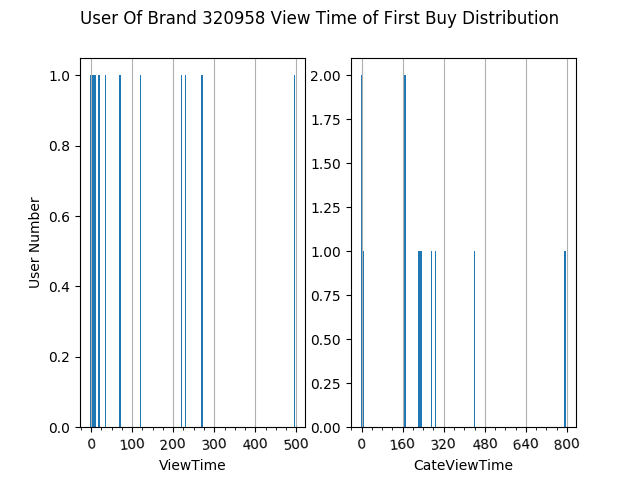 User Of Brand 320958 View Time of First Buy Distribution
User Number
1.0
0.8
0.6
0.4
0.2
0.0
0 100 200 300 400 500
ViewTime
2.00
1.75
1.50
1.25
1.00
0.75
0.50
0.25
0.00
0 160 320 480 640 800
CateViewTime